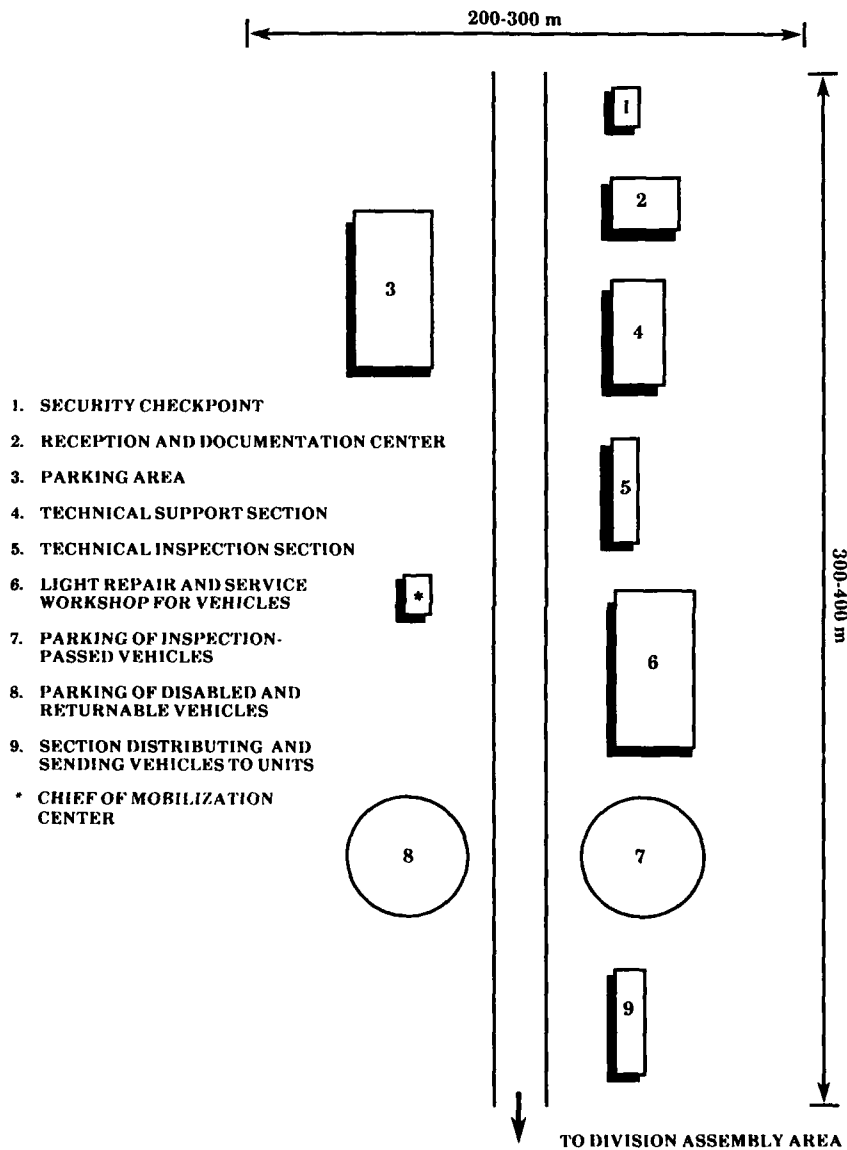 200-300 m
1
2
3
4
1. SECURITY CHECKPOINT
2. RECEPTION AND DOCUMENTATION CENTER
3. PARKING AREA
5
4. TECHNICAL SUPPORT SECTION
5. TECHNICAL INSPECTION SECTION
6. LIGHT REPAIR AND SERVICE
WORKSHOP FOR VEHICLES
*
300-400 m
7. PARKING OF INSPECTION-
PASSED VEHICLES
6
8. PARKING OF DISABLED AND
RETURNABLE VEHICLES
9. SECTION DISTRIBUTING AND
SENDING VEHICLES TO UNITS
* CHIEF OF MOBILIZATION
CENTER
8
7
9
TO DIVISION ASSEMBLY AREA